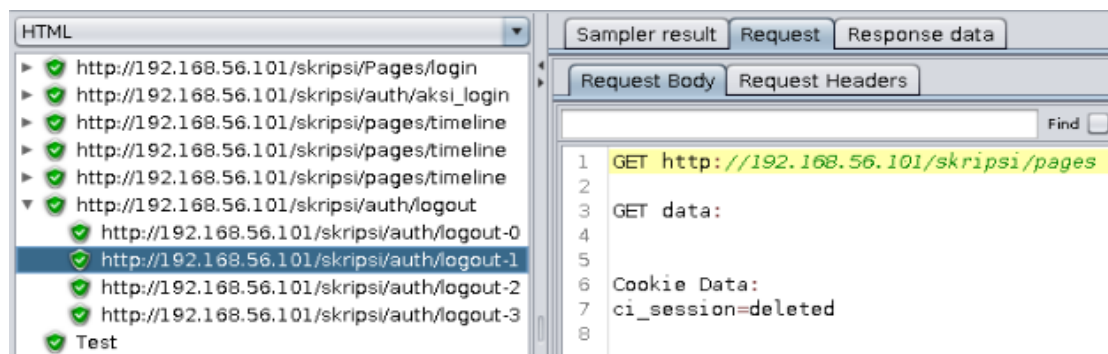 HTML
http://192.168.56.101/skripsi/Pages/login
http://192.168.56.101/skripsi/auth/aksi_login
http://192.168.56.101/skripsi/pages/timeline
http://192.168.56.101/skripsi/pages/timeline
http://192.168.56.101/skripsi/pages/timeline
http://192.168.56.101/skripsi/auth/logout
http://192.168.56.101/skripsi/auth/logout-0
http://192.168.56.101/skripsi/auth/logout-1
http://192.168.56.101/skripsi/auth/logout-2
http://192.168.56.101/skripsi/auth/logout-3
Test
Sampler result Request Response data
Request Body Request Headers
Find
1 GET http://192.168.56.101/skripsi/pages
2
3 GET data:
4
5
6 Cookie Data:
7 ci_session=deleted
8